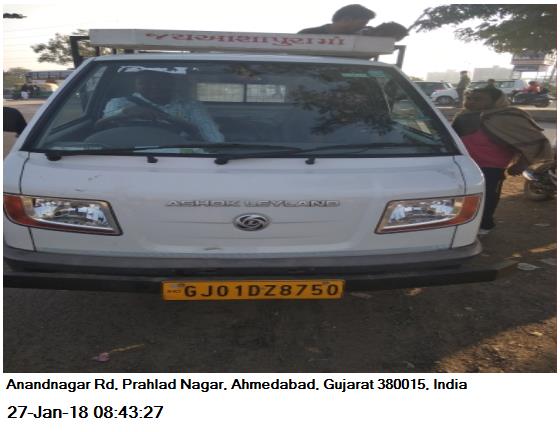 ASHOK LEYLAND
GJ01DZ8750
Anandnagar Rd, Prahlad Nagar, Ahmedabad, Gujarat 380015, India
27-Jan-18 08:43:27